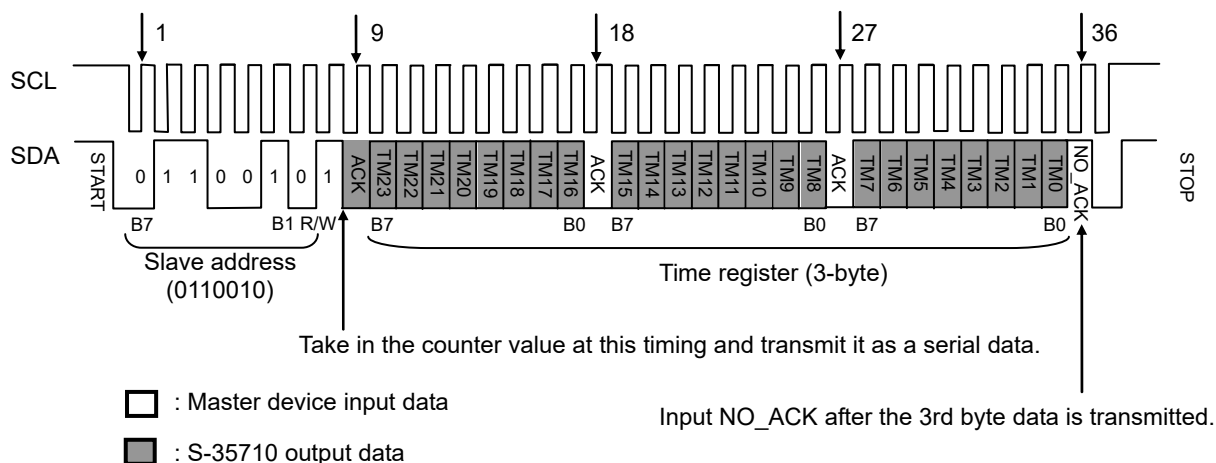 1 9 18 27 36
SCL
SDA
START 0 1 1 0 0 1 0 1 ACK TM23 TM22 TM21 TM20 TM19 TM18 TM17 TM16 ACK TM15 TM14 TM13 TM12 TM11 TM10 TM9 TM8 ACK TM7 TM6 TM5 TM4 TM3 TM2 TM1 TM0 NO_ACK STOP
B7 B1 R/W B7 B0 B7 B0 B7 B0
Slave address
(0110010)
Time register (3-byte)
Take in the counter value at this timing and transmit it as a serial data.
: Master device input data
Input NO_ACK after the 3rd byte data is transmitted.
: S-35710 output data